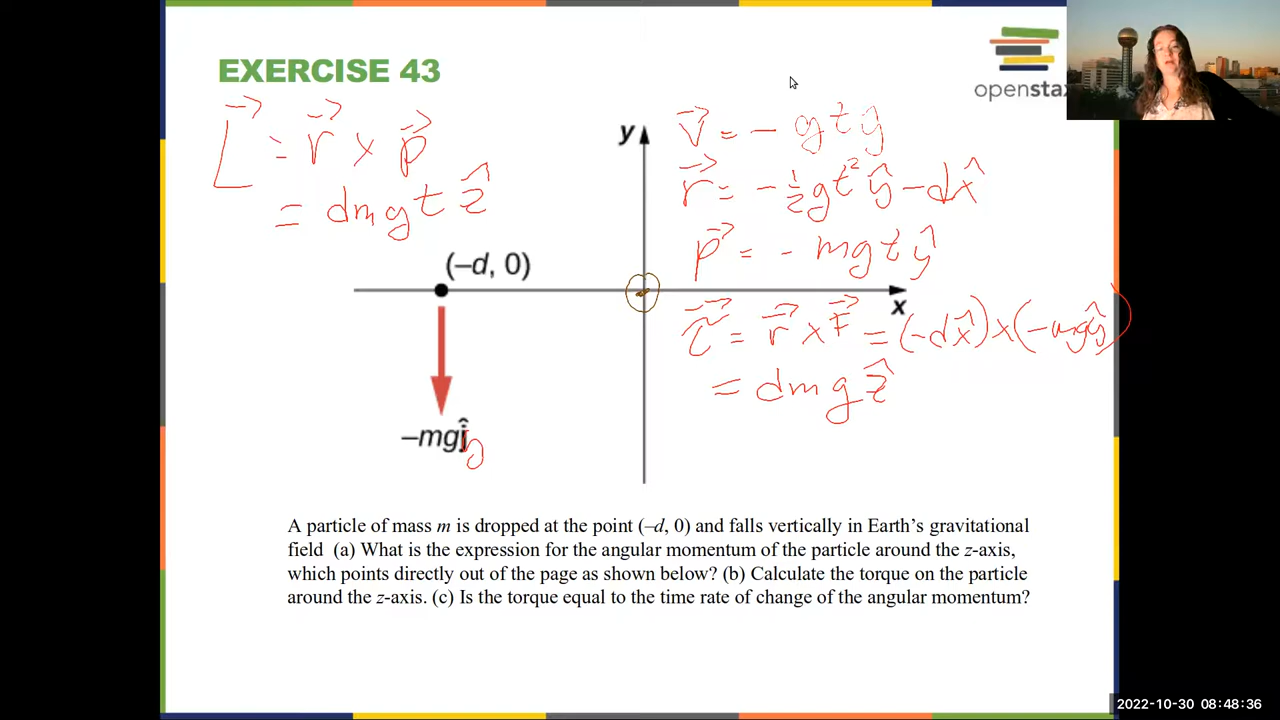 EXERCISE 43
openstax
L⃗ = r⃗ × p⃗
= dmgt ẑ
y
v⃗ = - gt ŷ
r⃗ = - ½gt² ŷ - dx̂
p⃗ = - mgt ŷ
(–d, 0)
x
τ⃗ = r⃗ × F⃗ = (-dx̂) × (-mgŷ)
= dmg ẑ
–mgĵ
A particle of mass m is dropped at the point (–d, 0) and falls vertically in Earth’s gravitational
field (a) What is the expression for the angular momentum of the particle around the z-axis,
which points directly out of the page as shown below? (b) Calculate the torque on the particle
around the z-axis. (c) Is the torque equal to the time rate of change of the angular momentum?
2022-10-30 08:48:36